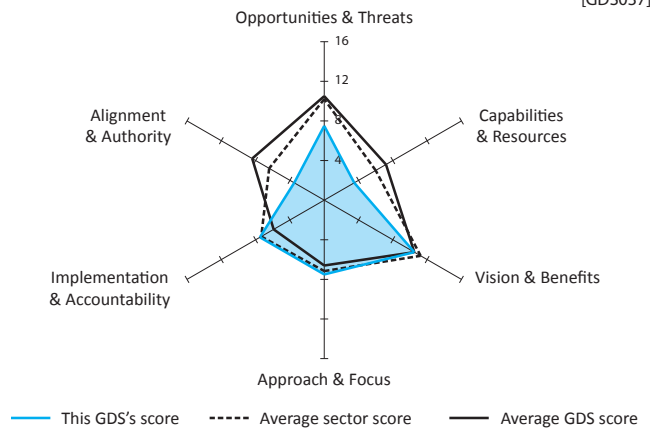 Opportunities & Threats
16
12
8
4
Alignment
& Authority
Capabilities
& Resources
Implementation
& Accountability
Vision & Benefits
Approach & Focus
This GDS's score
Average sector score
Average GDS score